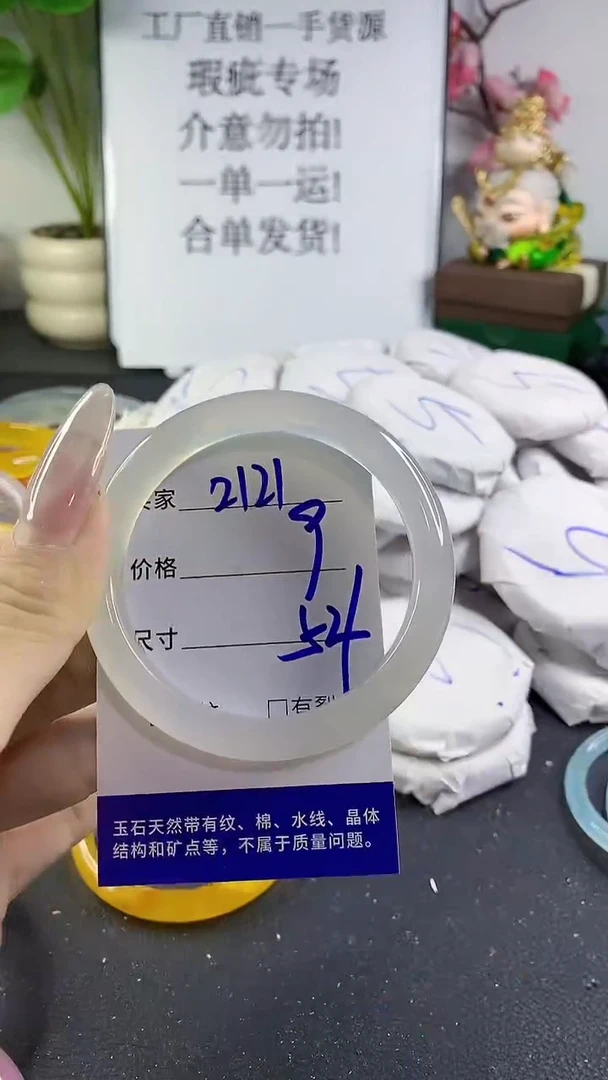 工厂直销一手货源
瑕疵专场
介意勿拍!
一单一运!
合单发货!
家 2121
价格 9
尺寸 54
有裂
玉石天然带有纹、棉、水线、晶体
结构和矿点等，不属于质量问题。